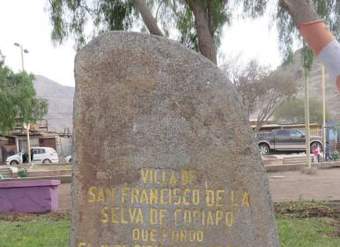 VILLA DE
SAN FRANCISCO DE LA
SELVA DE COPIAPO
QUE FUNDO